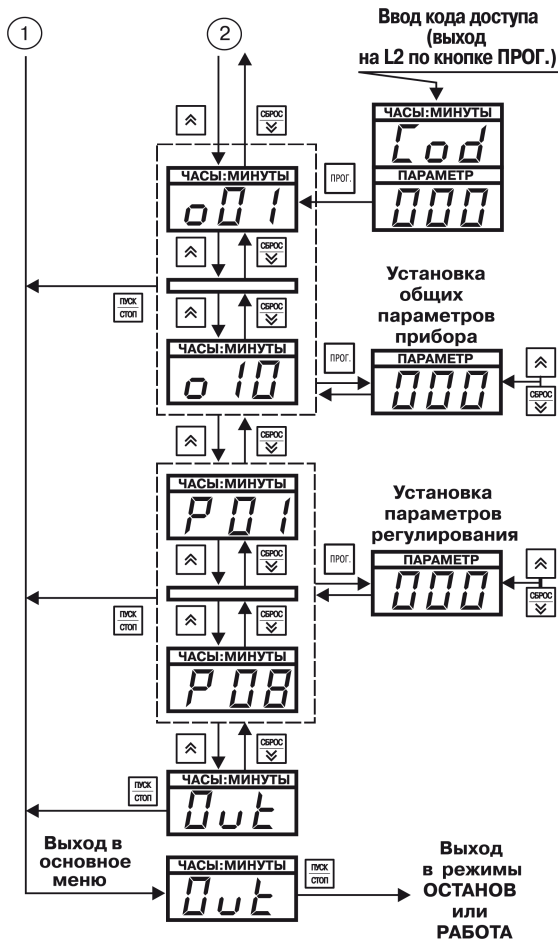 1
2
Ввод кода доступа
(выход
на L2 по кнопке ПРОГ.)
ЧАСЫ:МИНУТЫ
Cod
ПАРАМЕТР
000
СБРОС
ЧАСЫ:МИНУТЫ
o01
ПРОГ.
СБРОС
ПУСК
СТОП
СБРОС
ЧАСЫ:МИНУТЫ
o10
ПРОГ.
Установка
общих
параметров
прибора
ПАРАМЕТР
000
СБРОС
СБРОС
ЧАСЫ:МИНУТЫ
P01
СБРОС
ПУСК
СТОП
СБРОС
ЧАСЫ:МИНУТЫ
P08
ПРОГ.
Установка
параметров
регулирования
ПАРАМЕТР
000
СБРОС
СБРОС
ПУСК
СТОП
ЧАСЫ:МИНУТЫ
Out
Выход в
основное
меню
ЧАСЫ:МИНУТЫ
Out
ПУСК
СТОП
Выход
в режимы
ОСТАНОВ
или
РАБОТА